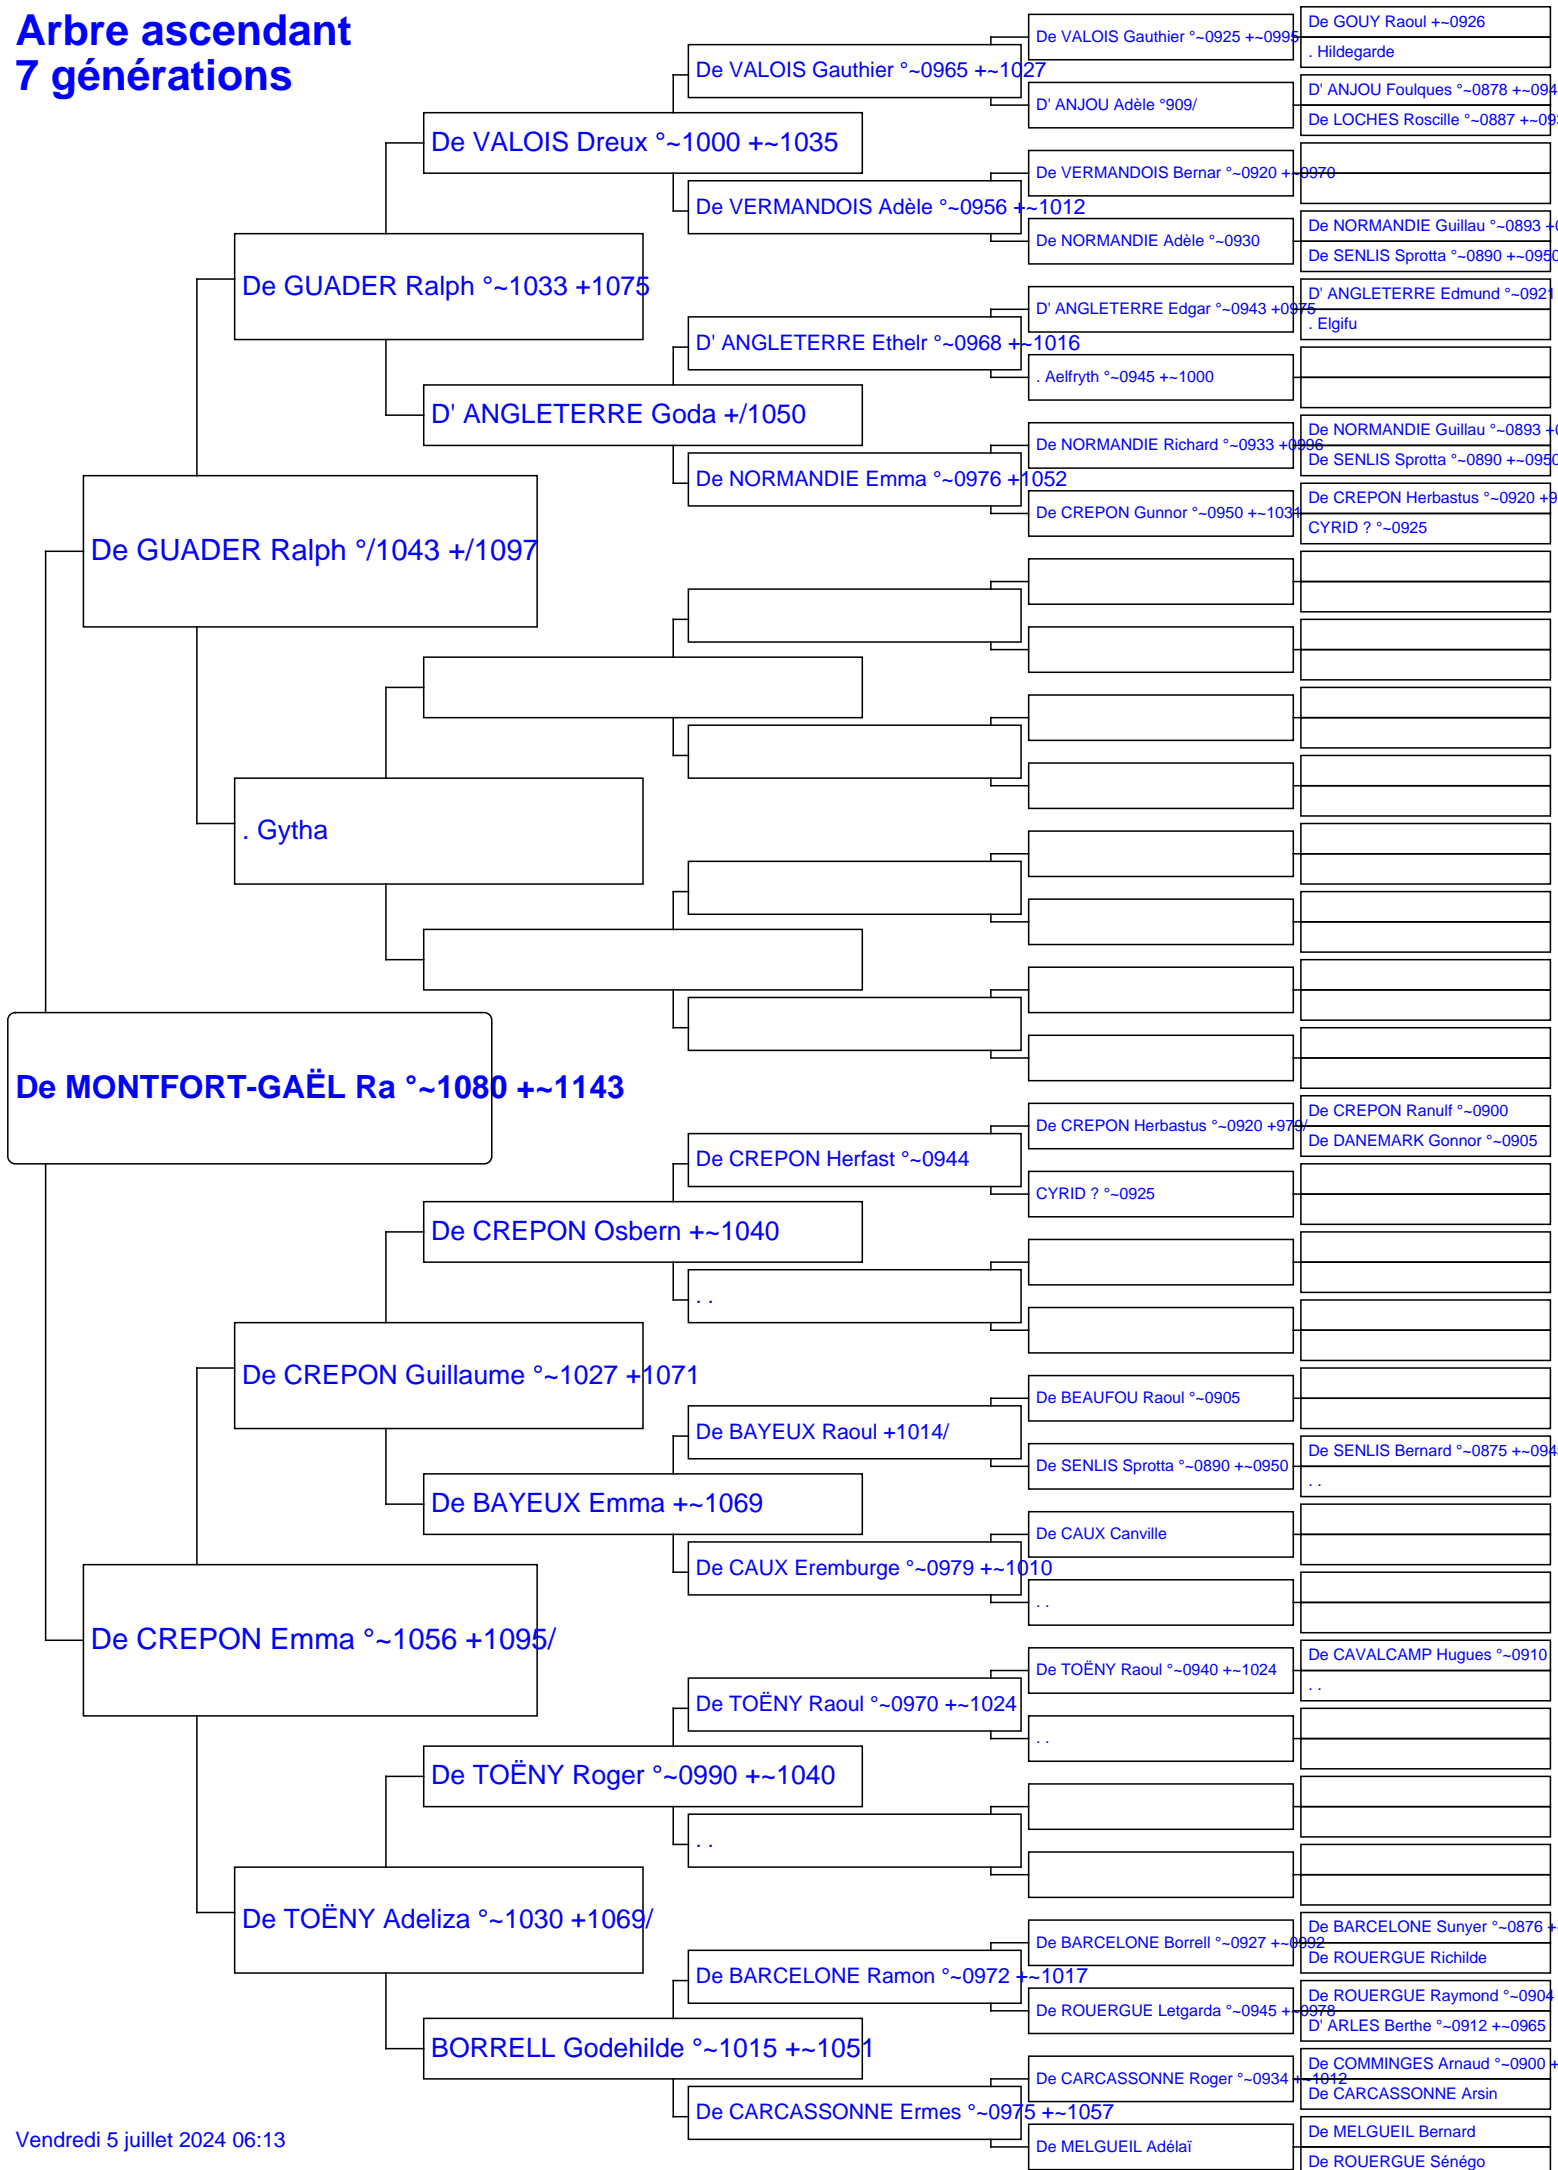 Arbre ascendant
7 générations
De MONTFORT-GAËL Ra °~1080 +~1143
De GUADER Ralph °/1043 +/1097
De CREPON Emma °~1056 +1095/
De GUADER Ralph °~1033 +1075
. Gytha
De CREPON Guillaume °~1027 +1071
De TOËNY Adeliza °~1030 +1069/
De VALOIS Dreux °~1000 +~1035
D' ANGLETERRE Goda +/1050
De CREPON Osbern +~1040
De BAYEUX Emma +~1069
De TOËNY Roger °~0990 +~1040
BORRELL Godehilde °~1015 +~1051
De VALOIS Gauthier °~0965 +~1027
De VERMANDOIS Adèle °~0956 +~1012
D' ANGLETERRE Ethelr °~0968 +~1016
De NORMANDIE Emma °~0976 +1052
De CREPON Herfast °~0944
. .
De BAYEUX Raoul +1014/
De CAUX Eremburge °~0979 +~1010
De TOËNY Raoul °~0970 +~1024
. .
De BARCELONE Ramon °~0972 +~1017
De CARCASSONNE Ermes °~0975 +~1057
De VALOIS Gauthier °~0925 +~0995
D' ANJOU Adèle °909/
De VERMANDOIS Bernar °~0920 +~0970
De NORMANDIE Adèle °~0930
D' ANGLETERRE Edgar °~0943 +0975
. Aelfryth °~0945 +~1000
De NORMANDIE Richard °~0933 +0996
De CREPON Gunnor °~0950 +~1031
De CREPON Herbastus °~0920 +979/
CYRID ? °~0925
De BEAUFOU Raoul °~0905
De SENLIS Sprotta °~0890 +~0950
De CAUX Canville
. .
De TOËNY Raoul °~0940 +~1024
. .
De BARCELONE Borrell °~0927 +~0992
De ROUERGUE Letgarda °~0945 +~0978
De CARCASSONNE Roger °~0934 +~1012
De MELGUEIL Adélaï
De GOUY Raoul +~0926
. Hildegarde
D' ANJOU Foulques °~0878 +~094
De LOCHES Roscille °~0887 +~093
De NORMANDIE Guillau °~0893 +0
De SENLIS Sprotta °~0890 +~0950
D' ANGLETERRE Edmund °~0921
. Elgifu
De NORMANDIE Guillau °~0893 +0
De SENLIS Sprotta °~0890 +~0950
De CREPON Herbastus °~0920 +9
CYRID ? °~0925
De CREPON Ranulf °~0900
De DANEMARK Gonnor °~0905
De SENLIS Bernard °~0875 +~094
. .
De CAVALCAMP Hugues °~0910
. .
De BARCELONE Sunyer °~0876 +
De ROUERGUE Richilde
De ROUERGUE Raymond °~0904
D' ARLES Berthe °~0912 +~0965
De COMMINGES Arnaud °~0900 +
De CARCASSONNE Arsin
De MELGUEIL Bernard
De ROUERGUE Sénégo
Vendredi 5 juillet 2024 06:13